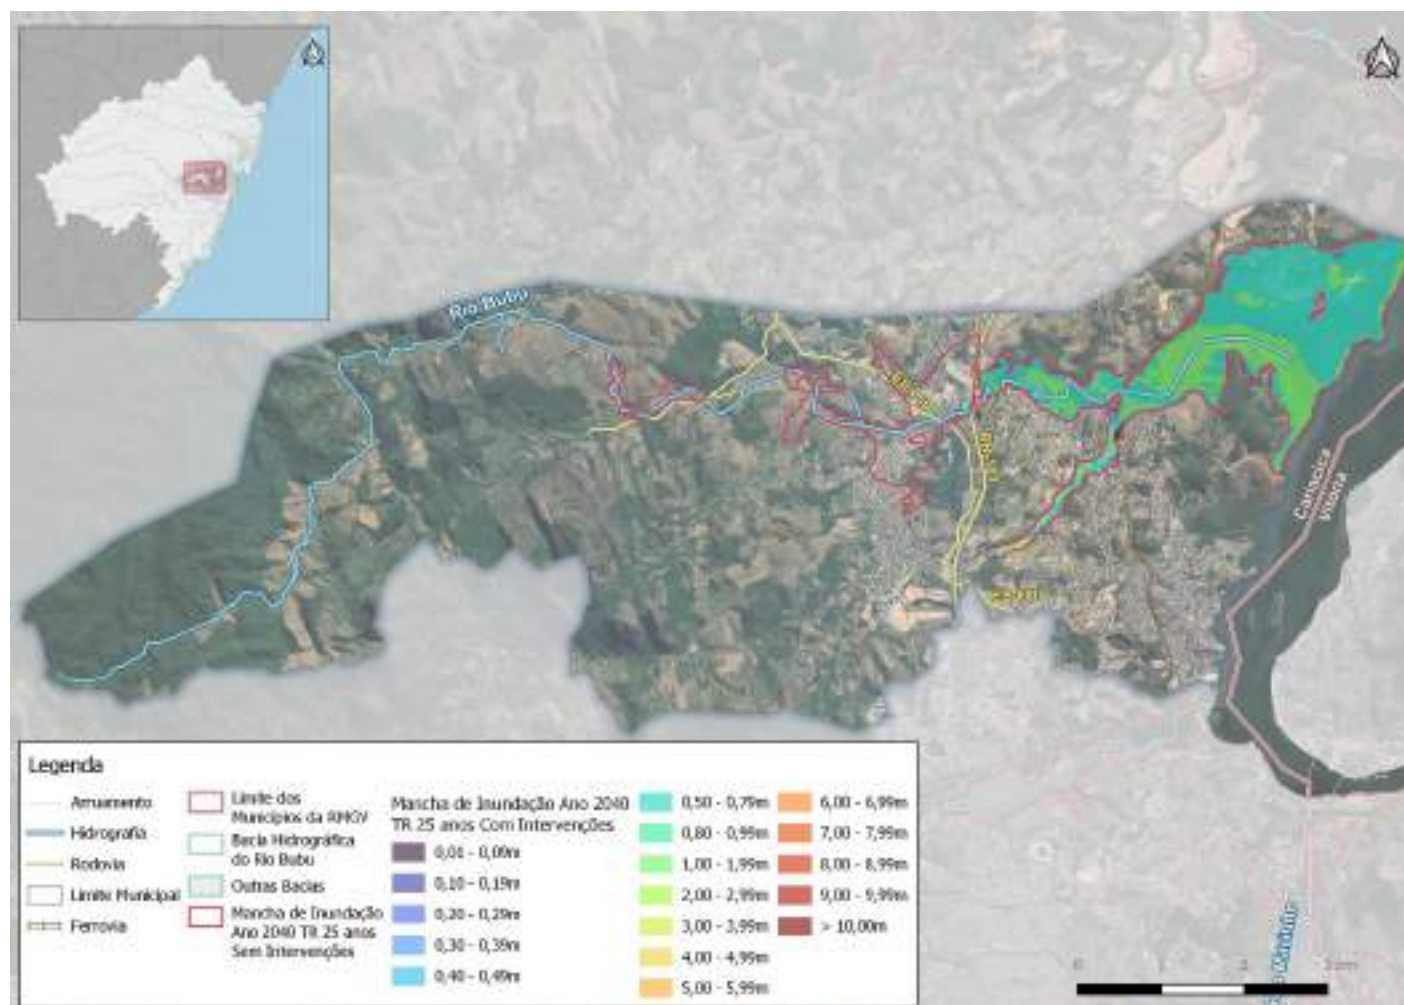 Rio Bubu
Cariacica
Vitória
Legenda
Arruamento
Hidrografia
Rodovia
Limite Municipal
Ferrovia
Limite dos
Municípios da RMGV
Bacia Hidrográfica
do Rio Bubu
Outras Bacias
Mancha de Inundação
Ano 2040 TR 25 anos
Sem Intervenções
Mancha de Inundação Ano 2040
TR 25 anos Com Intervenções
0,01 - 0,09m
0,10 - 0,19m
0,20 - 0,29m
0,30 - 0,39m
0,40 - 0,49m
0,50 - 0,79m
0,80 - 0,99m
1,00 - 1,99m
2,00 - 2,99m
3,00 - 3,99m
4,00 - 4,99m
5,00 - 5,99m
6,00 - 6,99m
7,00 - 7,99m
8,00 - 8,99m
9,00 - 9,99m
> 10,00m
0 1 2 3 km